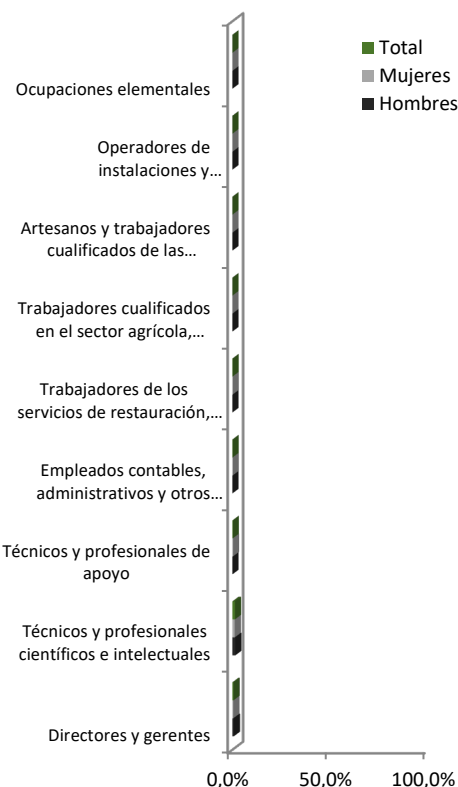 Total
Mujeres
Hombres
Ocupaciones elementales
Operadores de
instalaciones y...
Artesanos y trabajadores
cualificados de las...
Trabajadores cualificados
en el sector agrícola,...
Trabajadores de los
servicios de restauración,...
Empleados contables,
administrativos y otros...
Técnicos y profesionales de
apoyo
Técnicos y profesionales
científicos e intelectuales
Directores y gerentes
0,0% 50,0% 100,0%